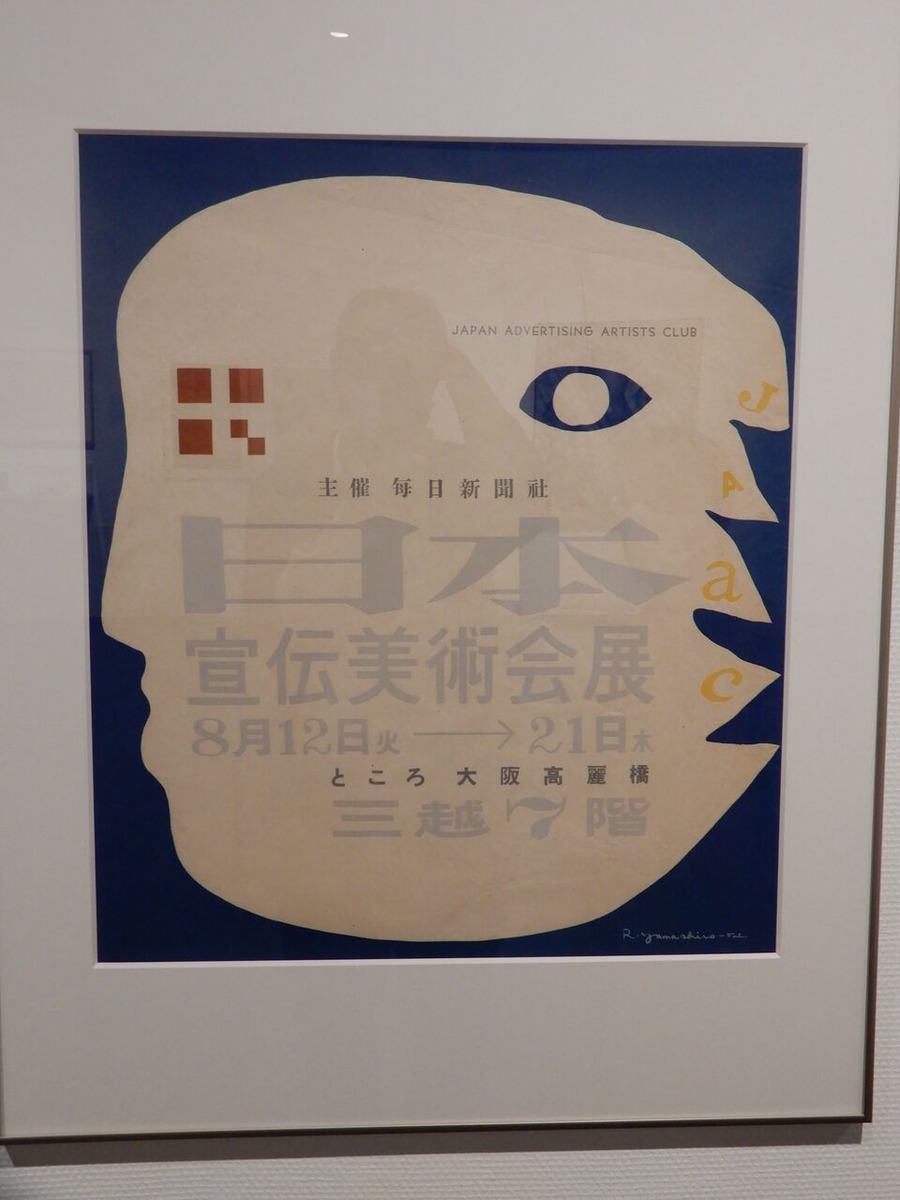 JAPAN ADVERTISING ARTISTS CLUB
J
A
a
c
主催 毎日新聞社
日本
宣伝美術会展
8月12日火→21日木
ところ 大阪高麗橋
三越7階
R.yamashiro